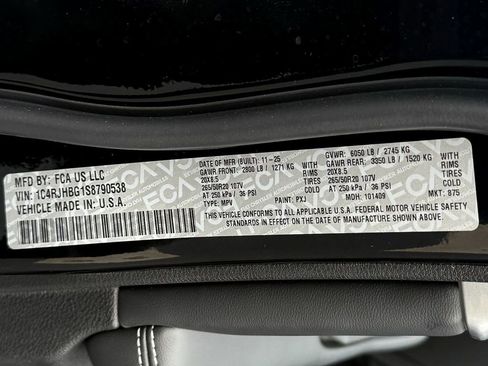 MFD BY: FCA US LLC
VIN: 1C4RJHBG1S8790538
VEHICLE MADE IN: U.S.A.
DATE OF MFR (BUILT): 11-25
GAWR FRONT: 2800 LB / 1271 KG
20X8.5
265/50R20 107V
AT 250 kPa / 36 PSI
TYPE: MPV
PAINT: PXJ
WITH
RIMS
TIRES
COLD
GVWR: 6050 LB / 2745 KG
GAWR REAR: 3350 LB / 1520 KG
20X8.5
265/50R20 107V
AT 250 kPa / 36 PSI
MDH: 101409
WITH
RIMS
TIRES
COLD
MKT: 875
THIS VEHICLE CONFORMS TO ALL APPLICABLE U.S.A. FEDERAL MOTOR VEHICLE SAFETY
STANDARDS IN EFFECT ON THE DATE OF MANUFACTURE SHOWN ABOVE.
FCA